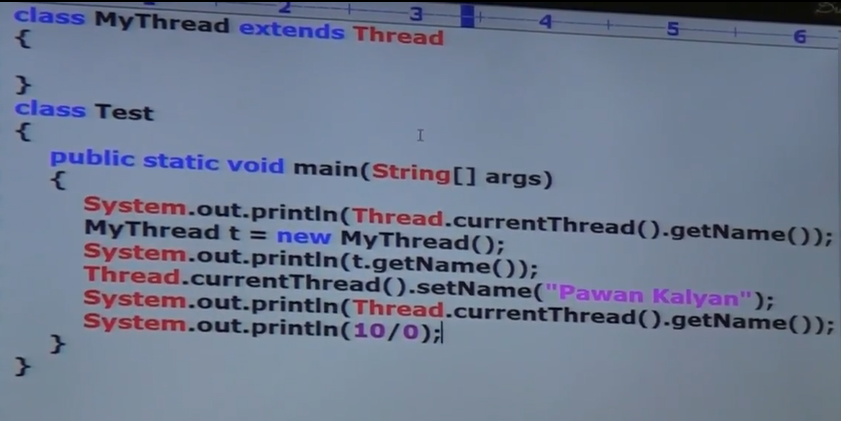 2 3 4 5 6
class MyThread extends Thread
{
}
class Test
{
public static void main(String[] args)
{
System.out.println(Thread.currentThread().getName());
MyThread t = new MyThread();
System.out.println(t.getName());
Thread.currentThread().setName("Pawan Kalyan");
System.out.println(Thread.currentThread().getName());
System.out.println(10/0);
}
}